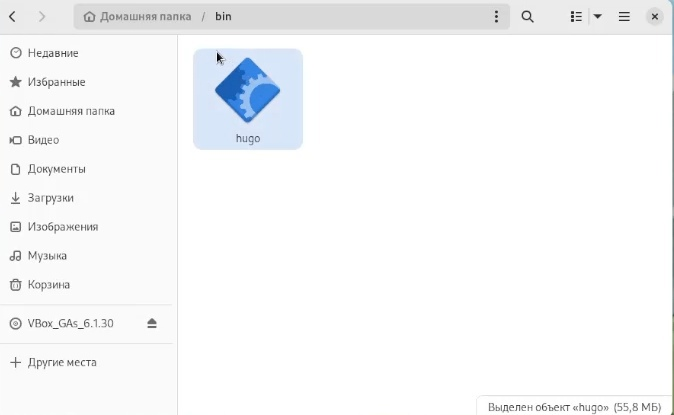 Домашняя папка / bin
Недавние
Избранные
Домашняя папка
Видео
Документы
Загрузки
Изображения
Музыка
Корзина
VBox_GAs_6.1.30
Другие места
hugo
Выделен объект «hugo» (55,8 МБ)